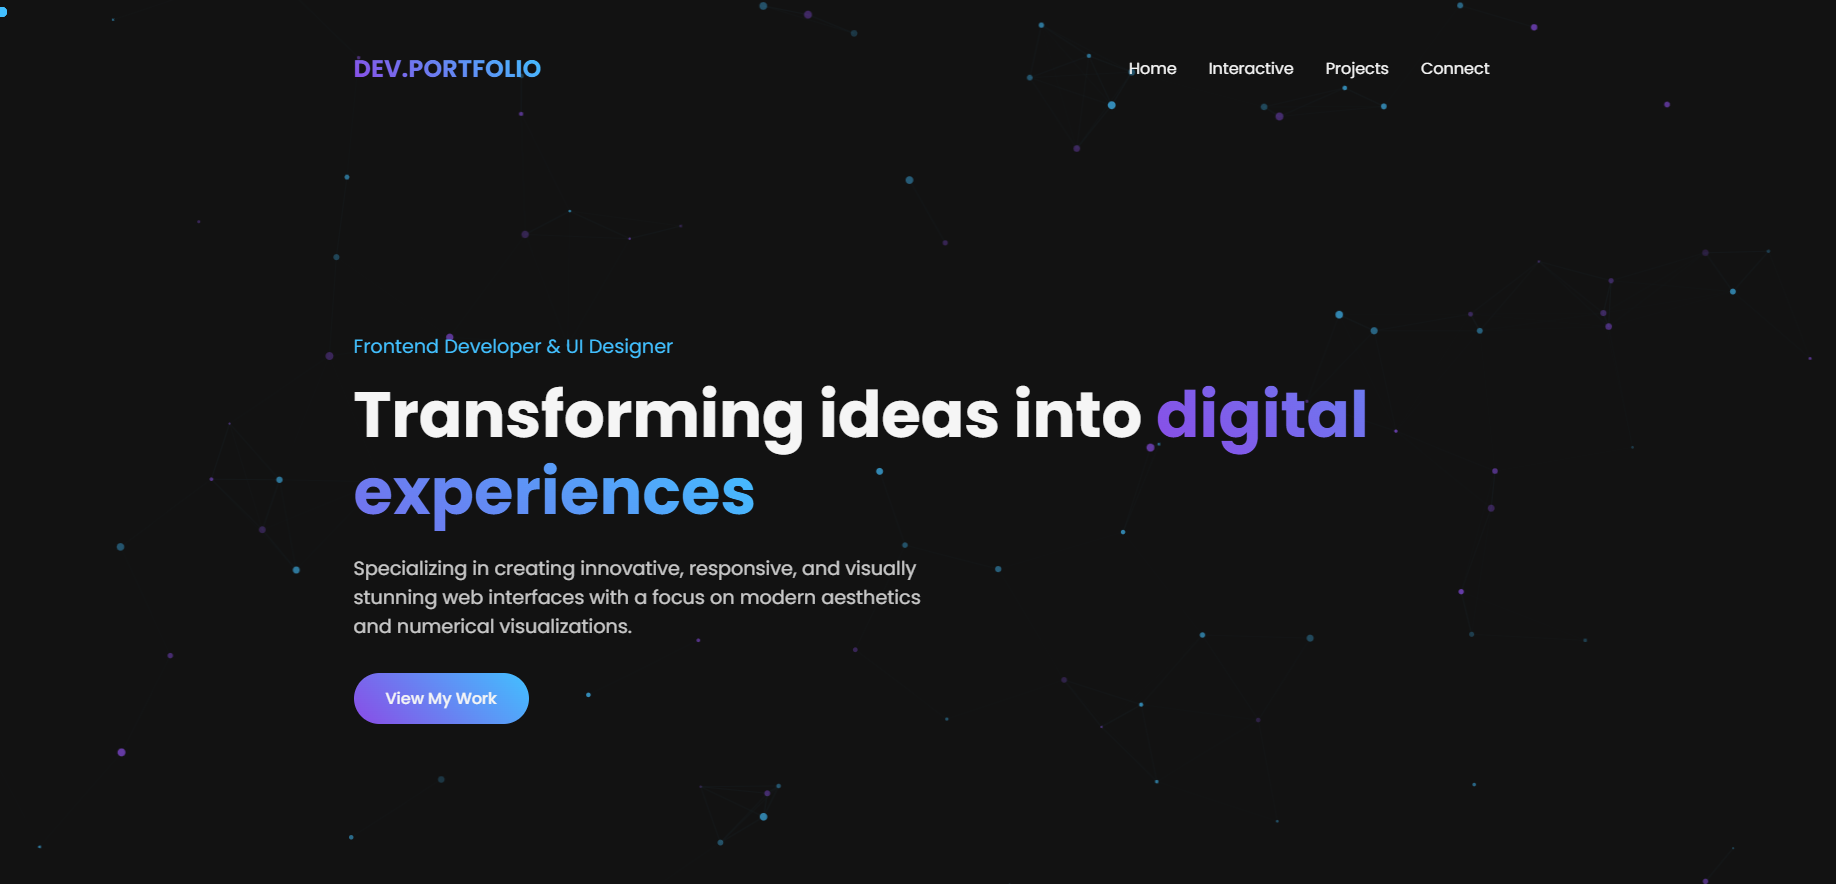 DEV.PORTFOLIO
Home Interactive Projects Connect
Frontend Developer & UI Designer
Transforming ideas into digital
experiences
Specializing in creating innovative, responsive, and visually
stunning web interfaces with a focus on modern aesthetics
and numerical visualizations.
View My Work